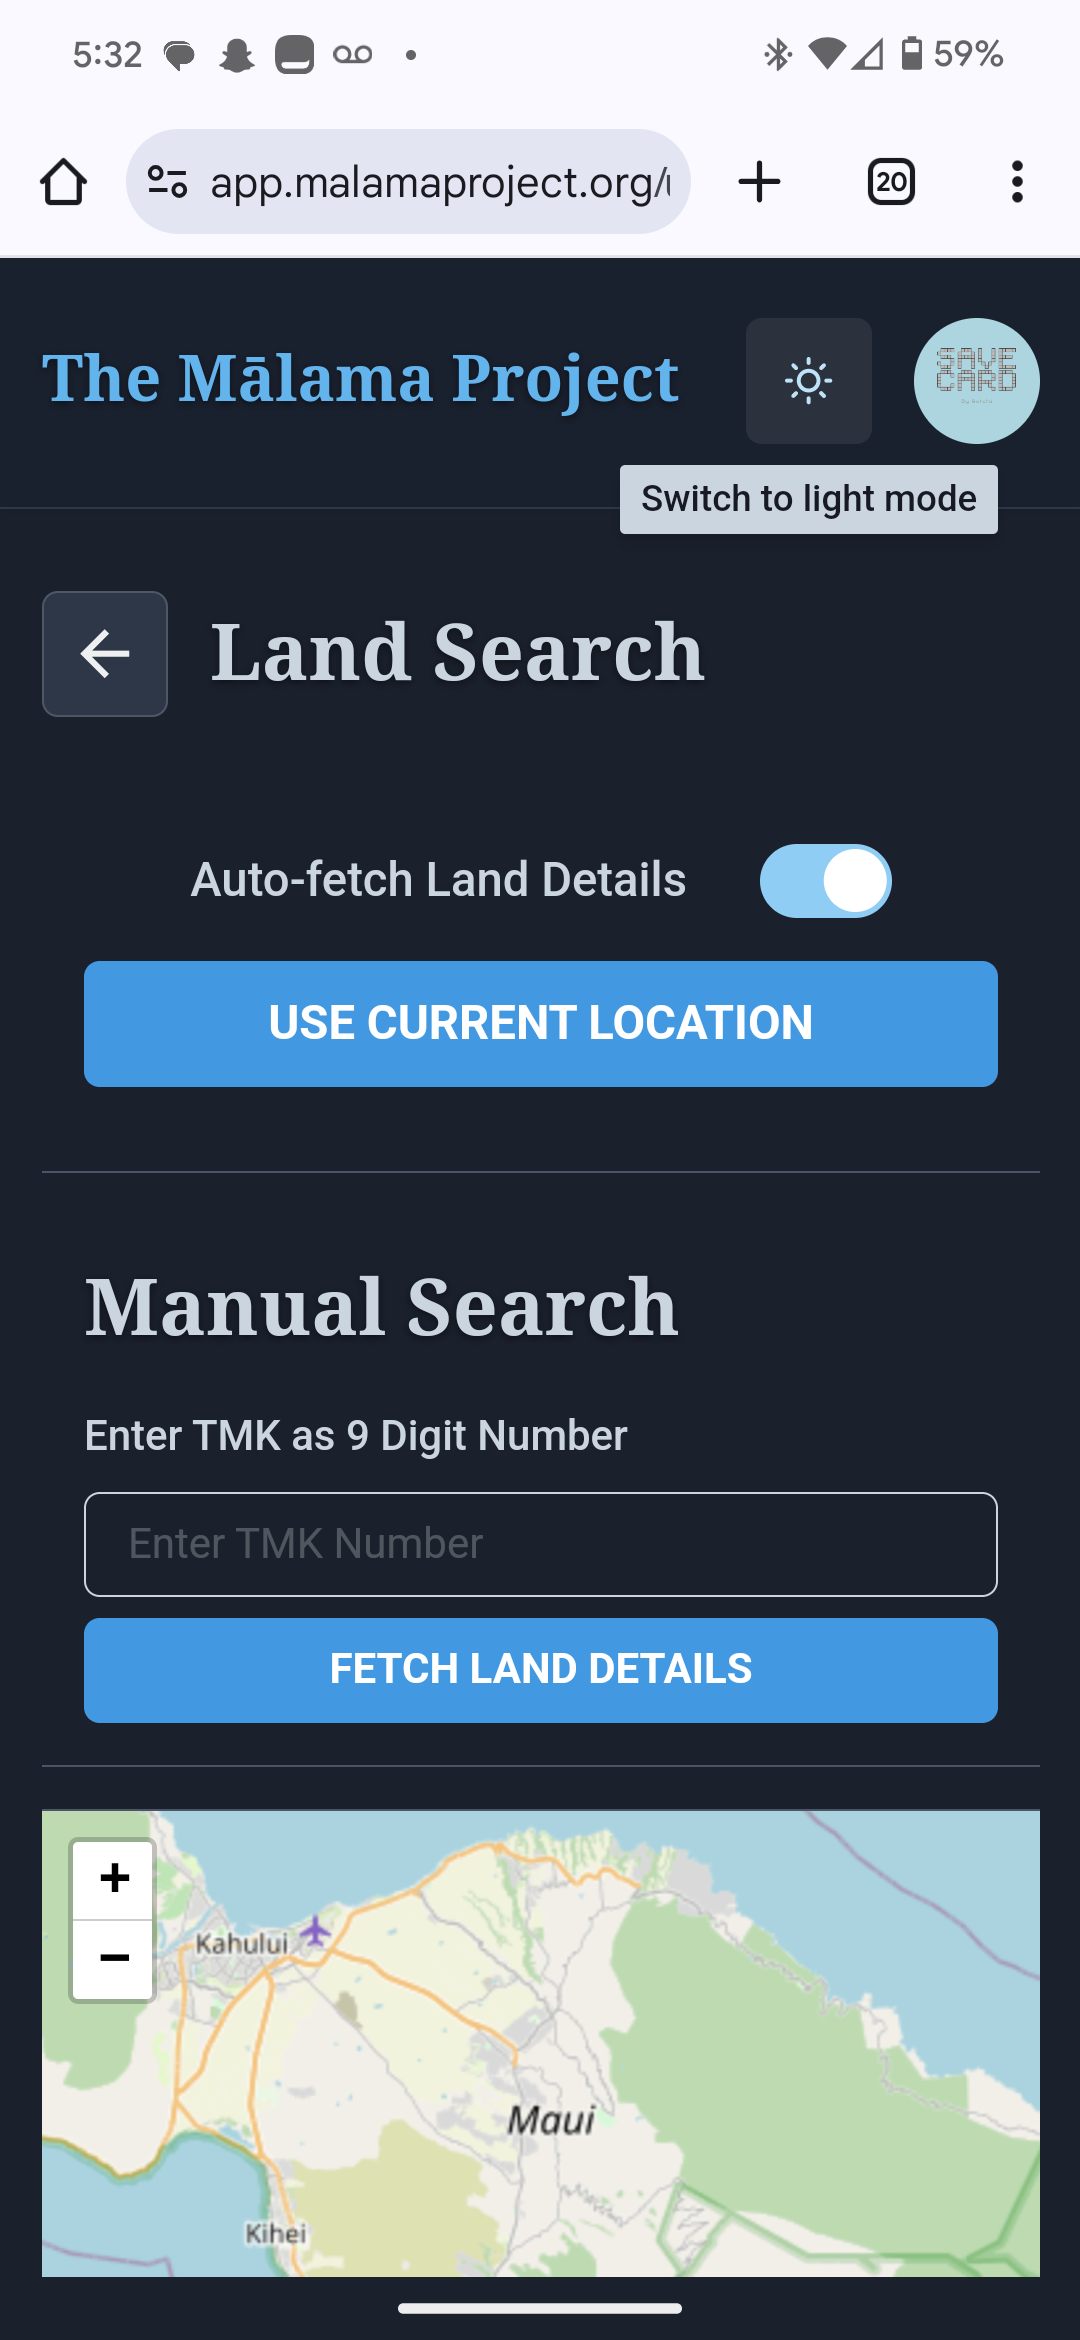 5:32
59%
app.malamaproject.org/
20
The Mālama Project
SAVE
CARD
Switch to light mode
Land Search
Auto-fetch Land Details
USE CURRENT LOCATION
Manual Search
Enter TMK as 9 Digit Number
Enter TMK Number
FETCH LAND DETAILS
+
−
Kahului
Maui
Kihei